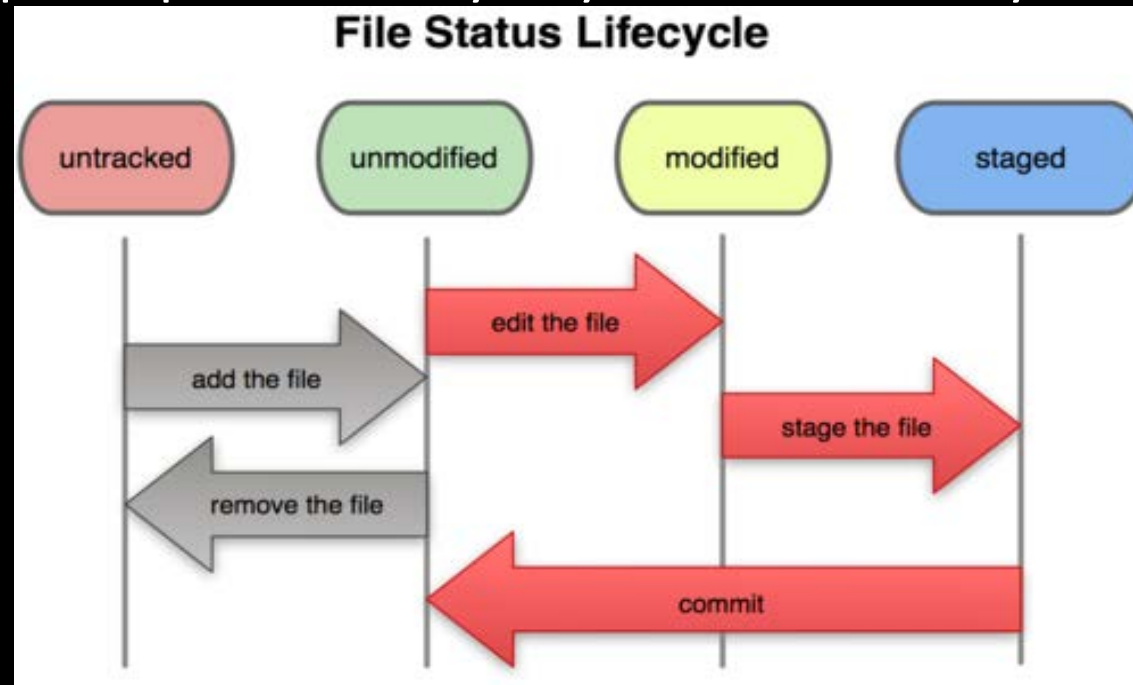 File Status Lifecycle
untracked
unmodified
modified
staged
edit the file
add the file
stage the file
remove the file
commit